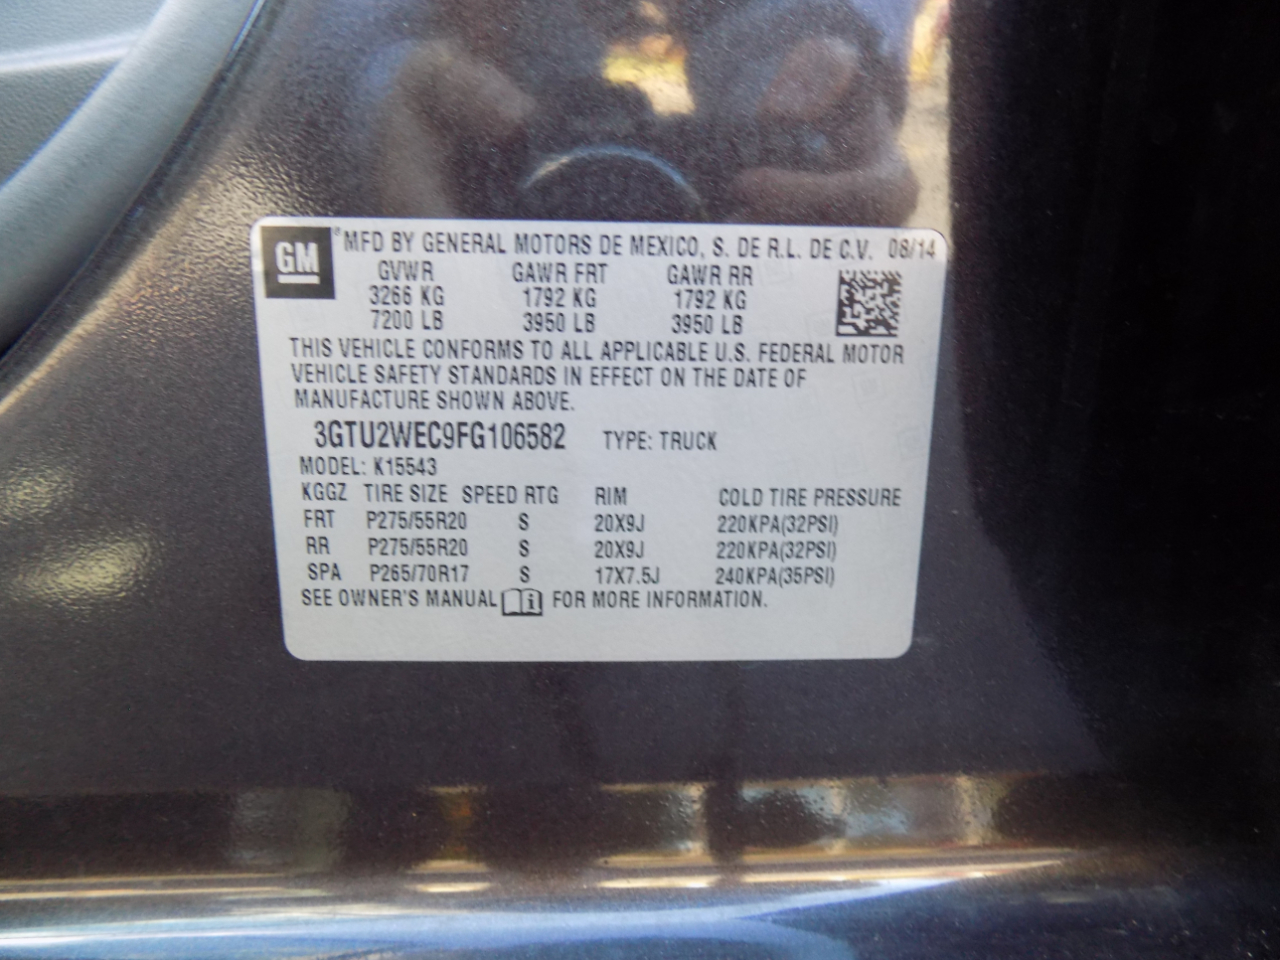 GM
® MFD BY GENERAL MOTORS DE MEXICO, S. DE R.L. DE C.V. 08/14
GVWR GAWR FRT GAWR RR
3266 KG 1792 KG 1792 KG
7200 LB 3950 LB 3950 LB
THIS VEHICLE CONFORMS TO ALL APPLICABLE U.S. FEDERAL MOTOR
VEHICLE SAFETY STANDARDS IN EFFECT ON THE DATE OF
MANUFACTURE SHOWN ABOVE.
3GTU2WEC9FG106582 TYPE: TRUCK
MODEL: K15543
KGGZ TIRE SIZE SPEED RTG RIM COLD TIRE PRESSURE
FRT P275/55R20 S 20X9J 220KPA(32PSI)
RR P275/55R20 S 20X9J 220KPA(32PSI)
SPA P265/70R17 S 17X7.5J 240KPA(35PSI)
SEE OWNER'S MANUAL i FOR MORE INFORMATION.